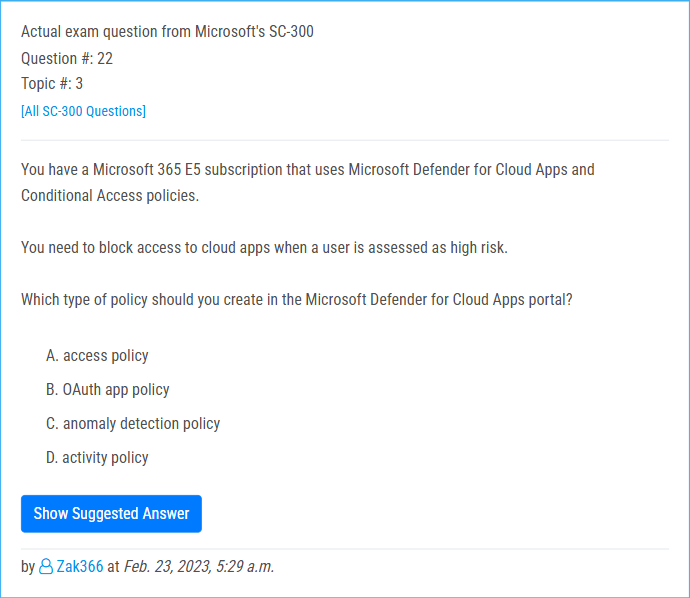 Actual exam question from Microsoft's SC-300
Question #: 22
Topic #: 3
[All SC-300 Questions]
You have a Microsoft 365 E5 subscription that uses Microsoft Defender for Cloud Apps and
Conditional Access policies.
You need to block access to cloud apps when a user is assessed as high risk.
Which type of policy should you create in the Microsoft Defender for Cloud Apps portal?
A. access policy
B. OAuth app policy
C. anomaly detection policy
D. activity policy
Show Suggested Answer
by Zak366 at Feb. 23, 2023, 5:29 a.m.